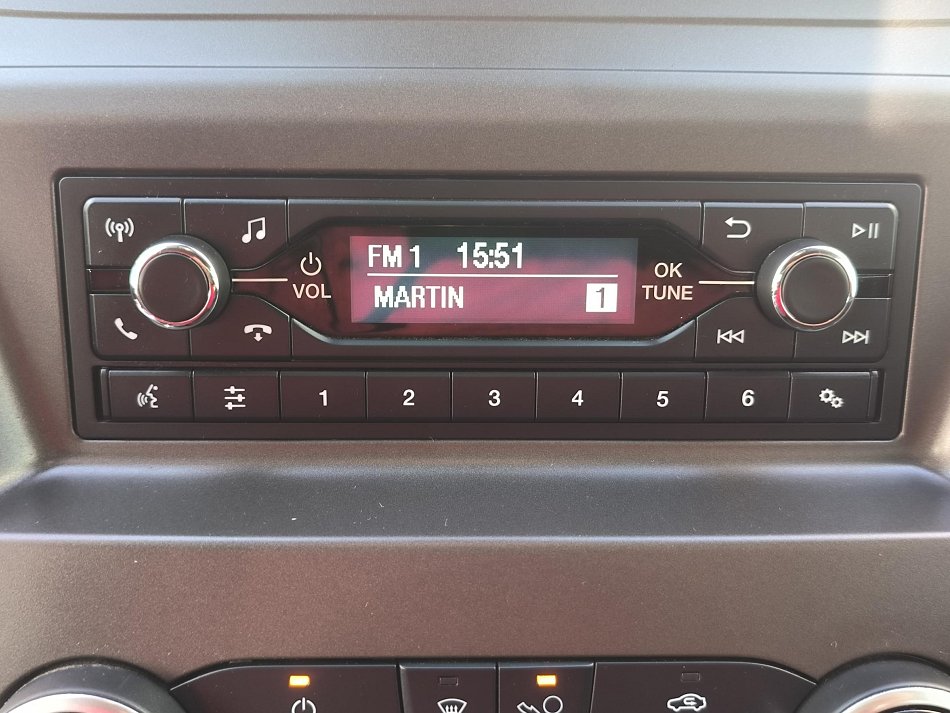 FM 1 15:51
MARTIN 1
VOL
OK
TUNE
1 2 3 4 5 6